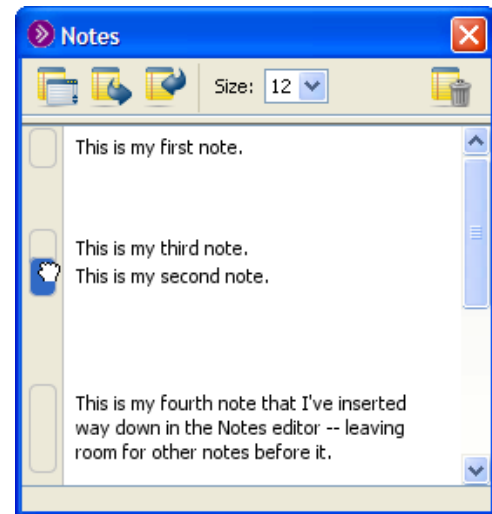 Notes
Size: 12
This is my first note.
This is my third note.
This is my second note.
This is my fourth note that I've inserted
way down in the Notes editor -- leaving
room for other notes before it.